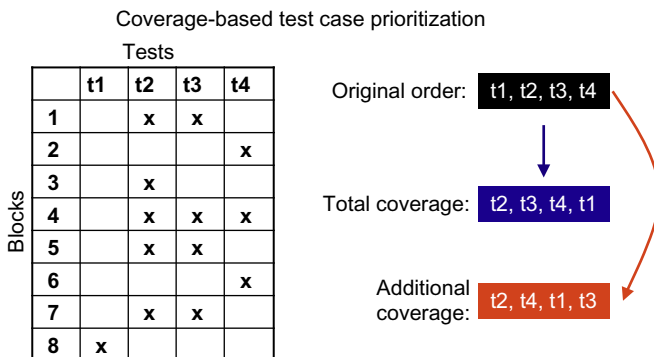 Coverage-based test case prioritization
Tests
t1 t2 t3 t4
1 x x
2 x
3 x
4 x x x
5 x x
6 x
7 x x
8 x
Blocks
Original order: t1, t2, t3, t4
Total coverage: t2, t3, t4, t1
Additional
coverage: t2, t4, t1, t3